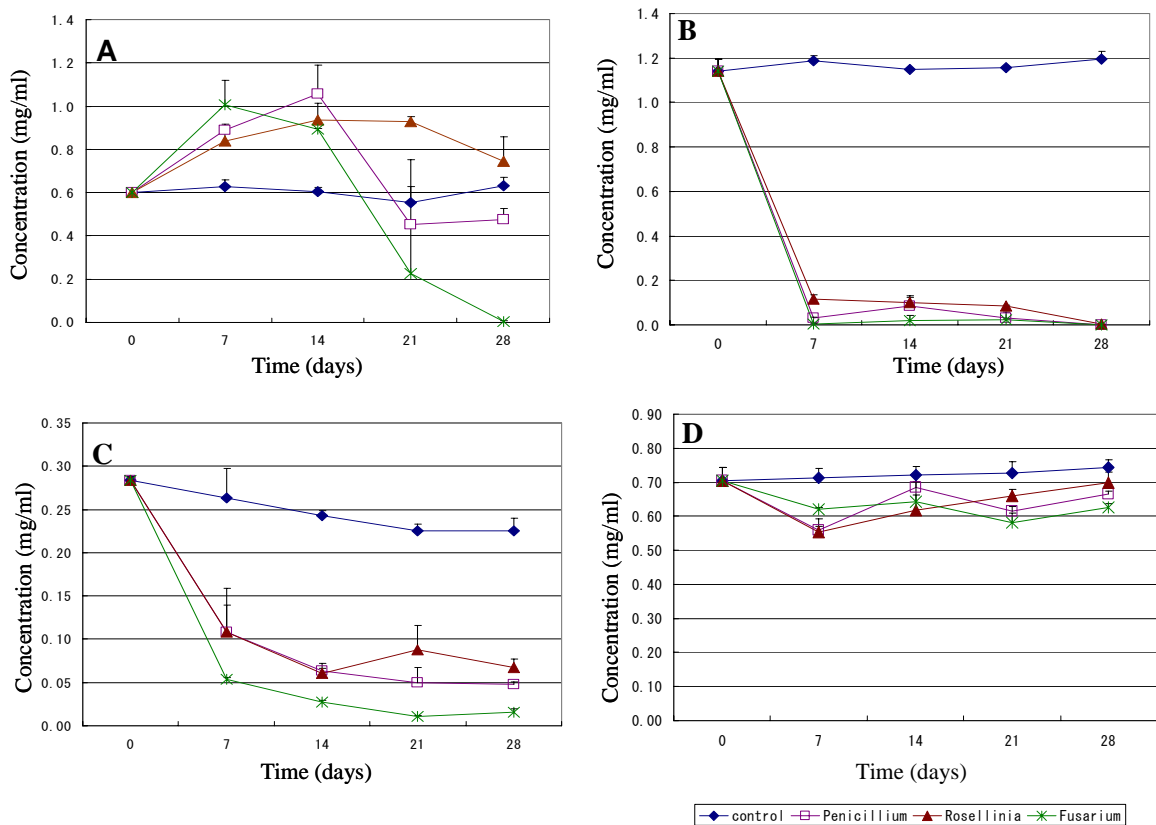 A
Concentration (mg/ml)
1.4
1.2
1.0
0.8
0.6
0.4
0.2
0.0
0 7 14 21 28
Time (days)
B
Concentration (mg/ml)
1.4
1.2
1.0
0.8
0.6
0.4
0.2
0.0
0 7 14 21 28
Time (days)
C
Concentration (mg/ml)
0.35
0.30
0.25
0.20
0.15
0.10
0.05
0.00
0 7 14 21 28
Time (days)
D
Concentration (mg/ml)
0.90
0.80
0.70
0.60
0.50
0.40
0.30
0.20
0.10
0.00
0 7 14 21 28
Time (days)
control Penicillium Rosellinia Fusarium